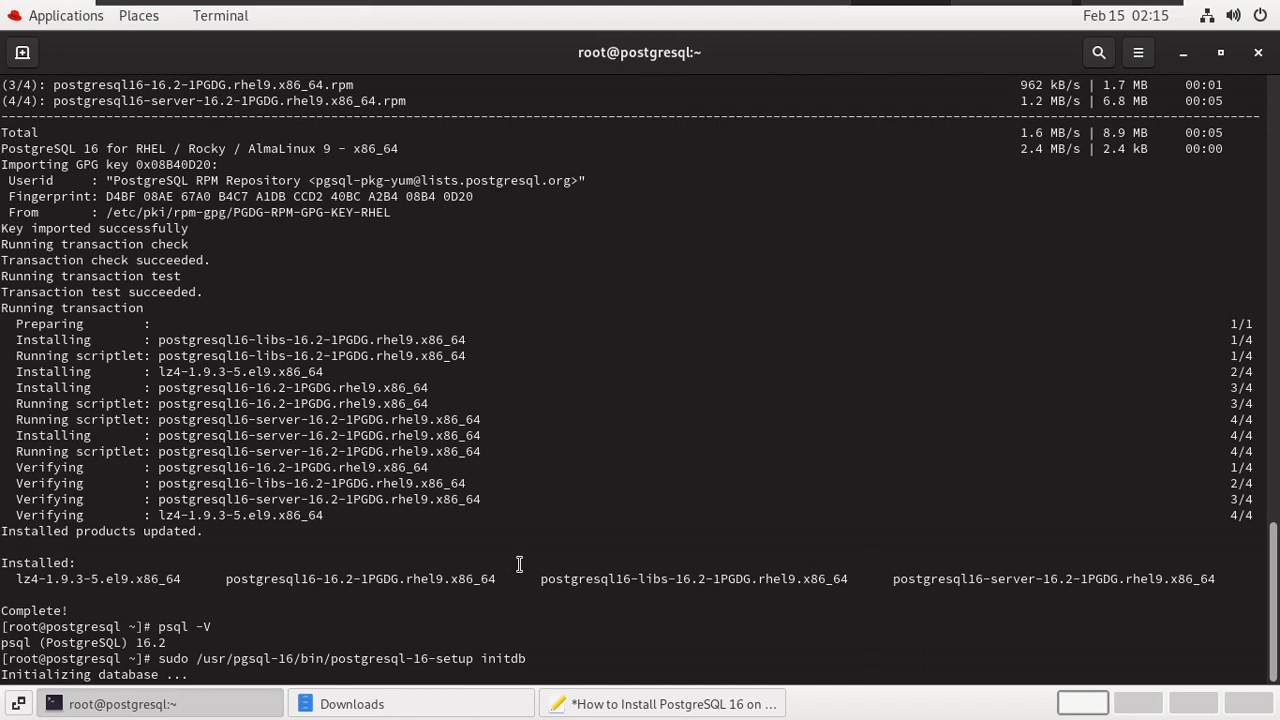 Applications Places Terminal Feb 15 02:15
root@postgresql:~
(3/4): postgresql16-16.2-1PGDG.rhel9.x86_64.rpm 962 kB/s | 1.7 MB 00:01
(4/4): postgresql16-server-16.2-1PGDG.rhel9.x86_64.rpm 1.2 MB/s | 6.8 MB 00:05
--------------------------------------------------------------------------------
Total 1.6 MB/s | 8.9 MB 00:05
PostgreSQL 16 for RHEL / Rocky / AlmaLinux 9 - x86_64 2.4 MB/s | 2.4 kB 00:00
Importing GPG key 0x08B40D20:
Userid : "PostgreSQL RPM Repository <pgsql-pkg-yum@lists.postgresql.org>"
Fingerprint: D4BF 08AE 67A0 B4C7 A1DB CCD2 40BC A2B4 08B4 0D20
From : /etc/pki/rpm-gpg/PGDG-RPM-GPG-KEY-RHEL
Key imported successfully
Running transaction check
Transaction check succeeded.
Running transaction test
Transaction test succeeded.
Running transaction
Preparing : 1/1
Installing : postgresql16-libs-16.2-1PGDG.rhel9.x86_64 1/4
Running scriptlet: postgresql16-libs-16.2-1PGDG.rhel9.x86_64 1/4
Installing : lz4-1.9.3-5.el9.x86_64 2/4
Installing : postgresql16-16.2-1PGDG.rhel9.x86_64 3/4
Running scriptlet: postgresql16-16.2-1PGDG.rhel9.x86_64 3/4
Running scriptlet: postgresql16-server-16.2-1PGDG.rhel9.x86_64 4/4
Installing : postgresql16-server-16.2-1PGDG.rhel9.x86_64 4/4
Running scriptlet: postgresql16-server-16.2-1PGDG.rhel9.x86_64 4/4
Verifying : postgresql16-16.2-1PGDG.rhel9.x86_64 1/4
Verifying : postgresql16-libs-16.2-1PGDG.rhel9.x86_64 2/4
Verifying : postgresql16-server-16.2-1PGDG.rhel9.x86_64 3/4
Verifying : lz4-1.9.3-5.el9.x86_64 4/4
Installed products updated.
Installed:
lz4-1.9.3-5.el9.x86_64 postgresql16-16.2-1PGDG.rhel9.x86_64 postgresql16-libs-16.2-1PGDG.rhel9.x86_64 postgresql16-server-16.2-1PGDG.rhel9.x86_64
Complete!
[root@postgresql ~]# psql -V
psql (PostgreSQL) 16.2
[root@postgresql ~]# sudo /usr/pgsql-16/bin/postgresql-16-setup initdb
Initializing database ...
root@postgresql:~ Downloads *How to Install PostgreSQL 16 on ...